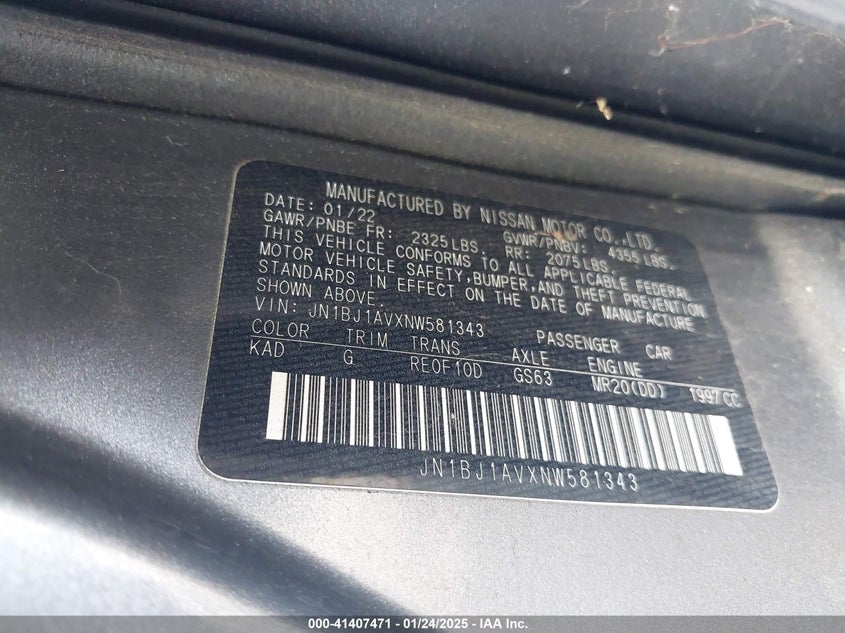 MANUFACTURED BY NISSAN MOTOR CO.,LTD.
DATE: 01/22 GVWR/PNBV: 4355LBS.
GAWR/PNBE FR: 2325LBS. RR: 2075LBS.
THIS VEHICLE CONFORMS TO ALL APPLICABLE FEDERAL
MOTOR VEHICLE SAFETY,BUMPER,AND THEFT PREVENTION
STANDARDS IN EFFECT ON THE DATE OF MANUFACTURE
SHOWN ABOVE.
VIN: JN1BJ1AVXNW581343 PASSENGER CAR
COLOR TRIM TRANS AXLE ENGINE
KAD G RE0F10D GS63 MR20(DD) 1997CC
JN1BJ1AVXNW581343
000-41407471 - 01/24/2025 - IAA Inc.